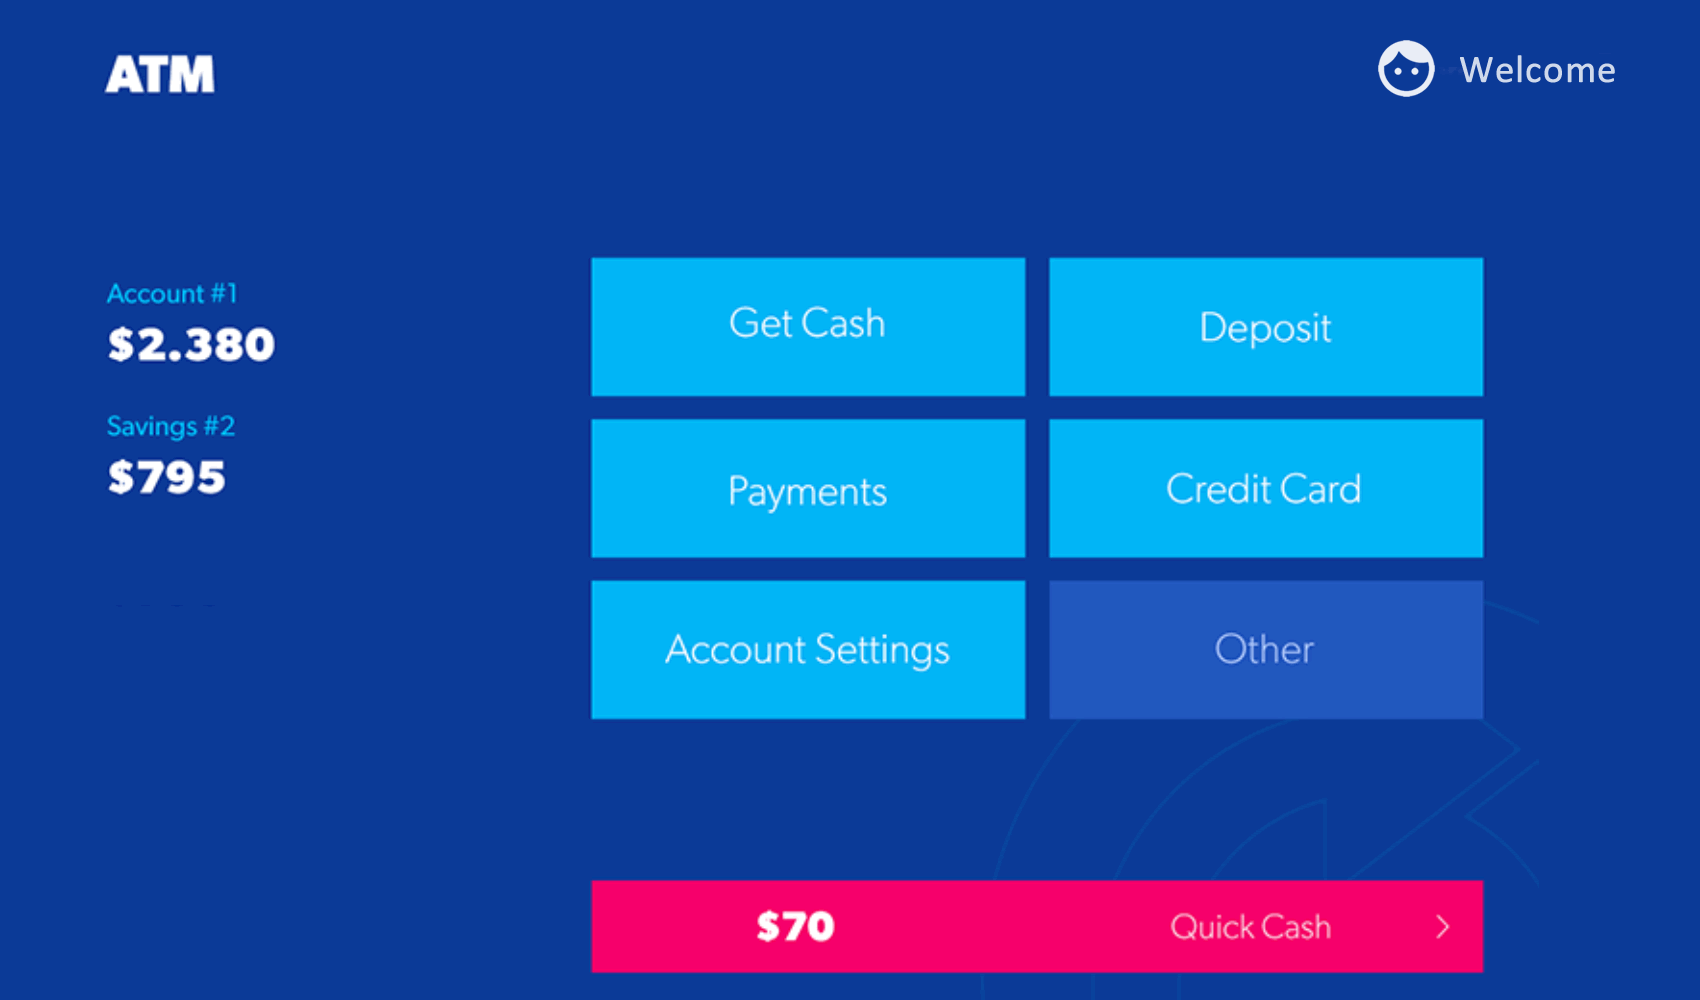 ATM
Welcome
Account #1
$2.380
Savings #2
$795
Get Cash
Deposit
Payments
Credit Card
Account Settings
Other
$70
Quick Cash